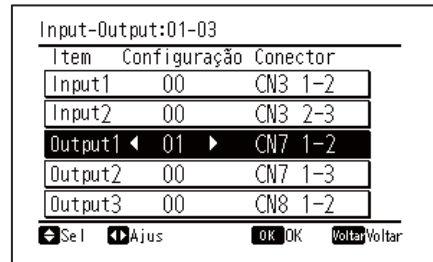 Input-Output:01-03
Item Configuração Conector
Input1 00 CN3 1-2
Input2 00 CN3 2-3
Output1 ◀ 01 ▶ CN7 1-2
Output2 00 CN7 1-3
Output3 00 CN8 1-2
Sel Ajus OK OK Voltar Voltar